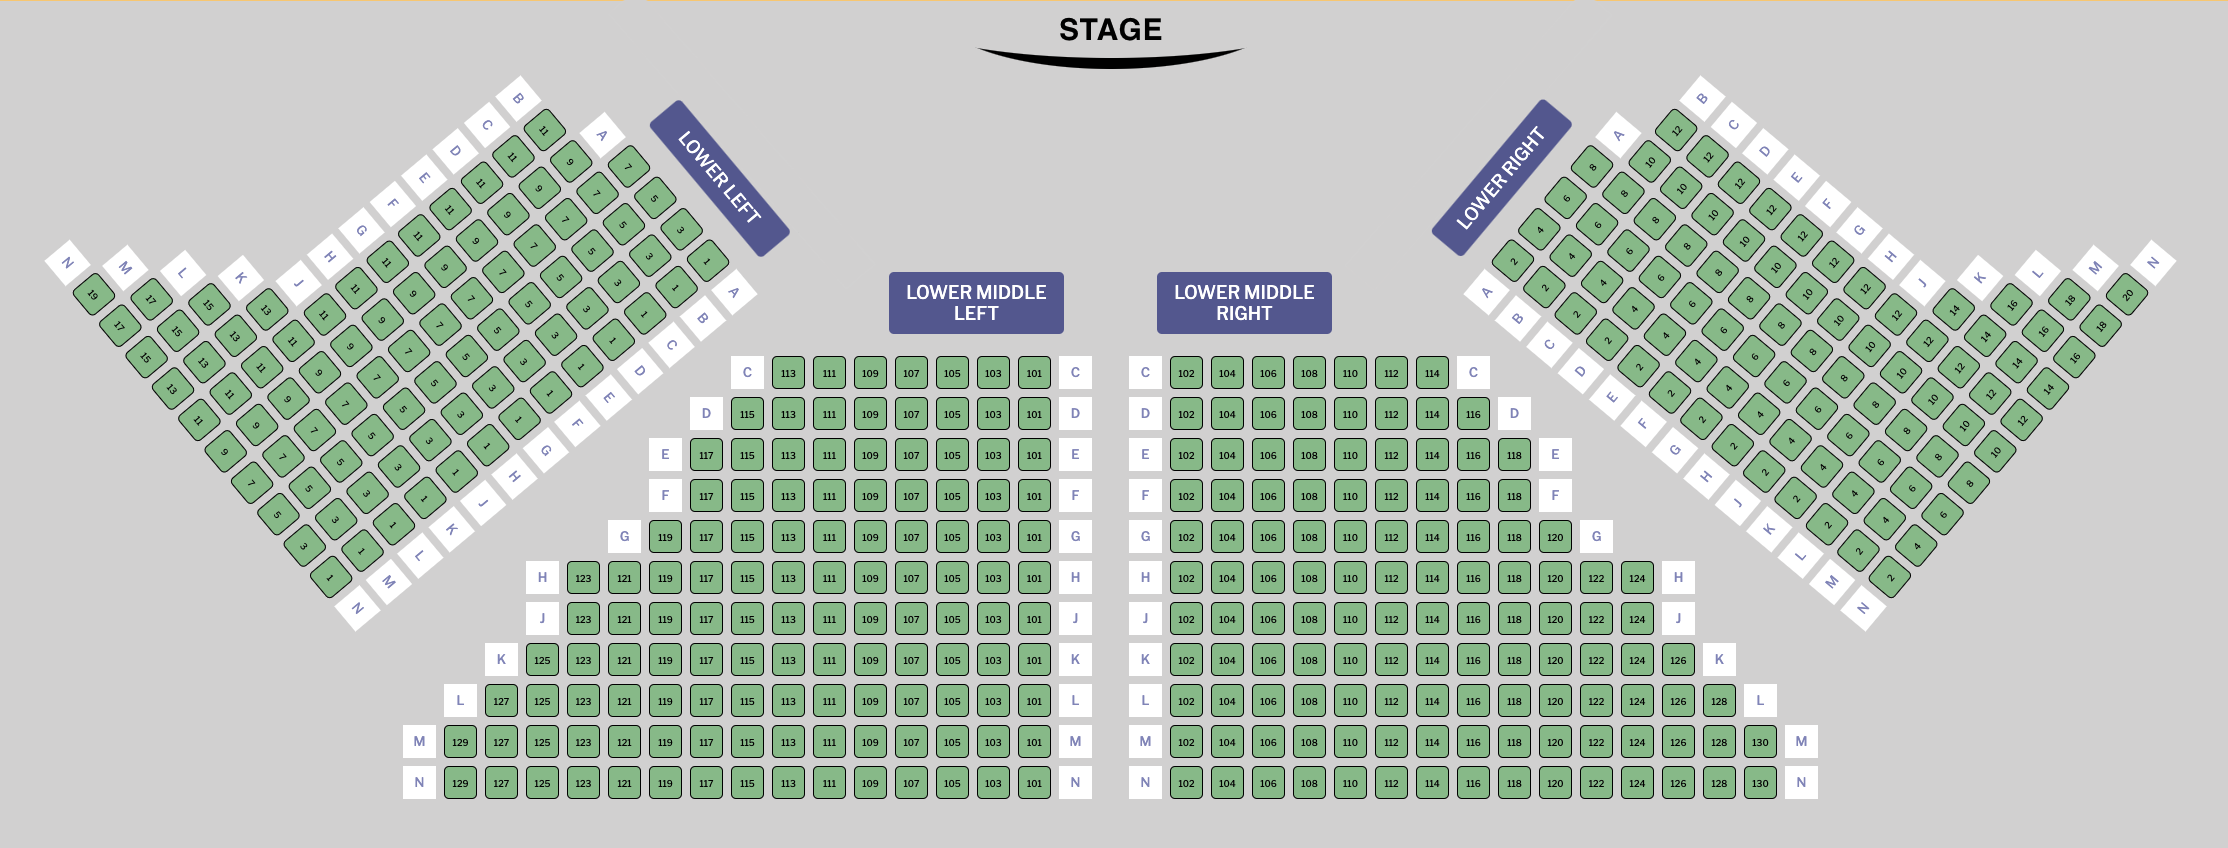 STAGE
LOWER LEFT
A 7 5 3 1 A
B 11 9 7 5 3 1 B
C 11 9 7 5 3 1 C
D 11 9 7 5 3 1 D
E 11 9 7 5 3 1 E
F 11 9 7 5 3 1 F
G 11 9 7 5 3 1 G
H 11 9 7 5 3 1 H
J 11 9 7 5 3 1 J
K 13 11 9 7 5 3 1 K
L 15 13 11 9 7 5 3 1 L
M 17 15 13 11 9 7 5 3 1 M
N 19 17 15 13 11 9 7 5 3 1 N
LOWER MIDDLE
LEFT
C 113 111 109 107 105 103 101 C
D 115 113 111 109 107 105 103 101 D
E 117 115 113 111 109 107 105 103 101 E
F 117 115 113 111 109 107 105 103 101 F
G 119 117 115 113 111 109 107 105 103 101 G
H 123 121 119 117 115 113 111 109 107 105 103 101 H
J 123 121 119 117 115 113 111 109 107 105 103 101 J
K 125 123 121 119 117 115 113 111 109 107 105 103 101 K
L 127 125 123 121 119 117 115 113 111 109 107 105 103 101 L
M 129 127 125 123 121 119 117 115 113 111 109 107 105 103 101 M
N 129 127 125 123 121 119 117 115 113 111 109 107 105 103 101 N
LOWER MIDDLE
RIGHT
C 102 104 106 108 110 112 114 C
D 102 104 106 108 110 112 114 116 D
E 102 104 106 108 110 112 114 116 118 E
F 102 104 106 108 110 112 114 116 118 F
G 102 104 106 108 110 112 114 116 118 120 G
H 102 104 106 108 110 112 114 116 118 120 122 124 H
J 102 104 106 108 110 112 114 116 118 120 122 124 J
K 102 104 106 108 110 112 114 116 118 120 122 124 126 K
L 102 104 106 108 110 112 114 116 118 120 122 124 126 128 L
M 102 104 106 108 110 112 114 116 118 120 122 124 126 128 130 M
N 102 104 106 108 110 112 114 116 118 120 122 124 126 128 130 N
LOWER RIGHT
A 2 4 6 8 A
B 2 4 6 8 10 12 B
C 2 4 6 8 10 12 C
D 2 4 6 8 10 12 D
E 2 4 6 8 10 12 E
F 2 4 6 8 10 12 F
G 2 4 6 8 10 12 G
H 2 4 6 8 10 12 H
J 2 4 6 8 10 12 J
K 2 4 6 8 10 12 14 K
L 2 4 6 8 10 12 14 16 L
M 2 4 6 8 10 12 14 16 18 M
N 2 4 6 8 10 12 14 16 18 20 N